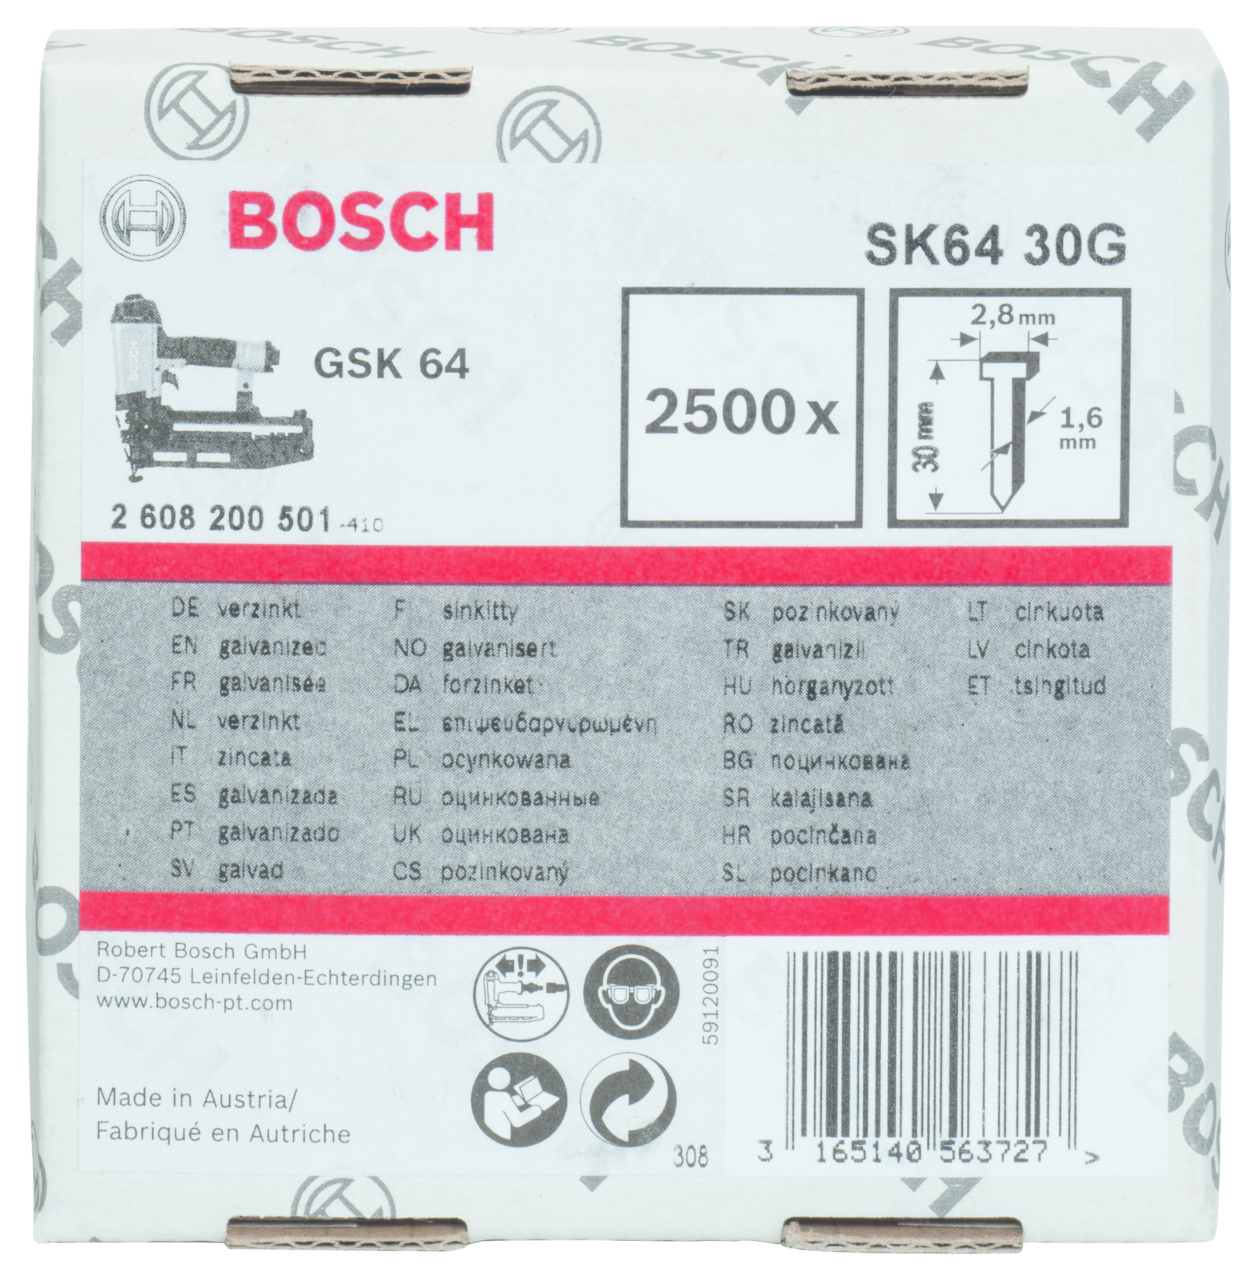 BOSCH
SK64 30G
GSK 64
2500 x
2,8 mm
30 mm
1,6
mm
2 608 200 501 -410
DE verzinkt
EN galvanized
FR galvanisée
NL verzinkt
IT zincata
ES galvanizada
PT galvanizado
SV galvad
FI sinkitty
NO galvanisert
DA forzinket
EL επιψευδαργυρωμένη
PL ocynkowana
RU оцинкованные
UK оцинкована
CS pozinkovaný
SK pozinkovaný
TR galvanizli
HU horganyzott
RO zincată
BG поцинкована
SR kalajisana
HR pocinčana
SL pocinkano
LT cinkuota
LV cinkota
ET tsingitud
Robert Bosch GmbH
D-70745 Leinfelden-Echterdingen
www.bosch-pt.com
Made in Austria/
Fabriqué en Autriche
59120091
308
3 165140 563727 >